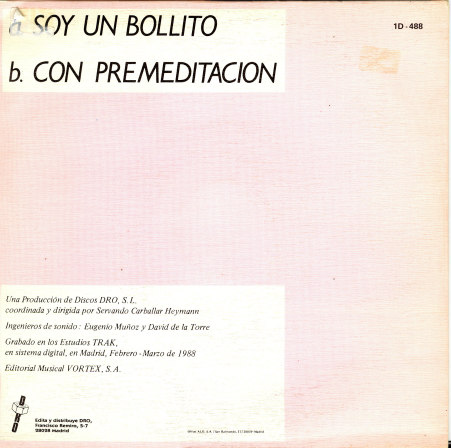 a. SOY UN BOLLITO
1D-488
b. CON PREMEDITACION
Una Producción de Discos DRO, S.L.
coordinada y dirigida por Servando Carballar Heymann
Ingenieros de sonido: Eugenio Muñoz y David de la Torre
Grabado en los Estudios TRAK,
en sistema digital, en Madrid, Febrero-Marzo de 1988
Editorial Musical VORTEX, S.A.
Edita y distribuye DRO,
Francisco Remiro, 5-7
28028 madrid